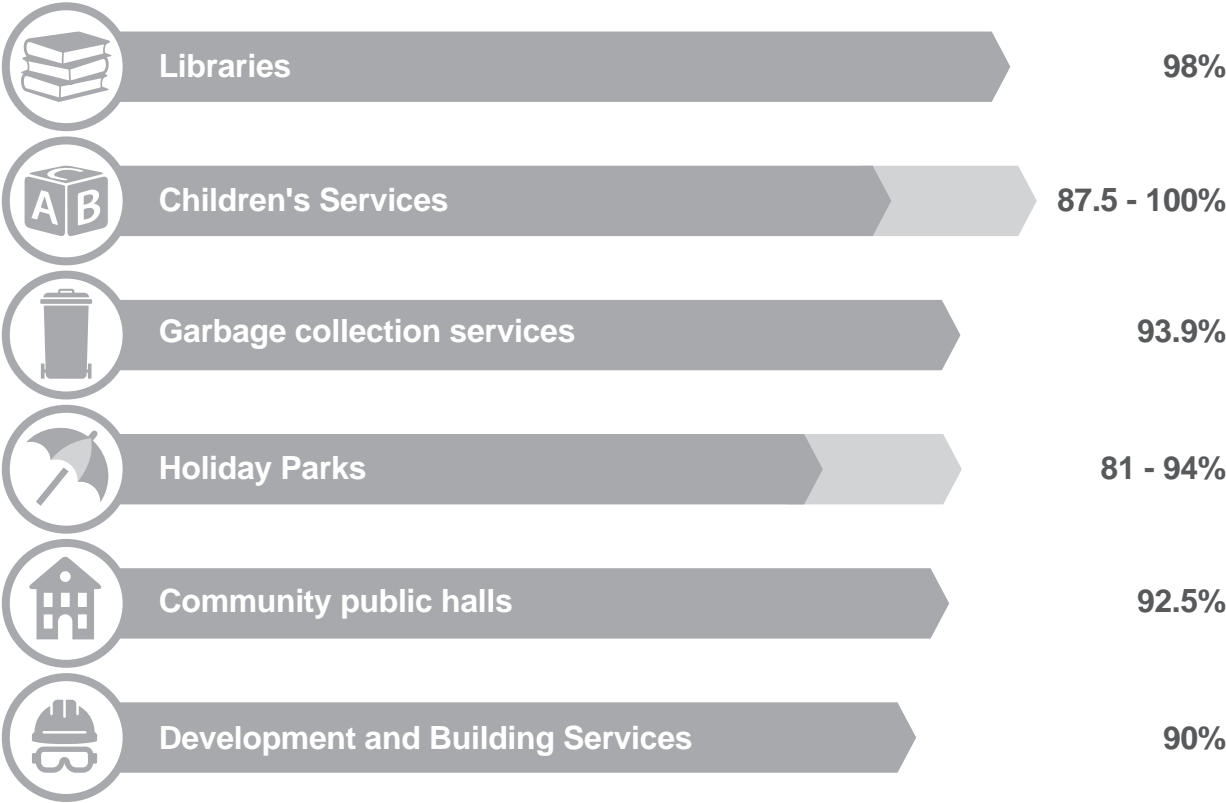 Libraries 98%
C
A B
Children's Services 87.5 - 100%
Garbage collection services 93.9%
Holiday Parks 81 - 94%
Community public halls 92.5%
Development and Building Services 90%